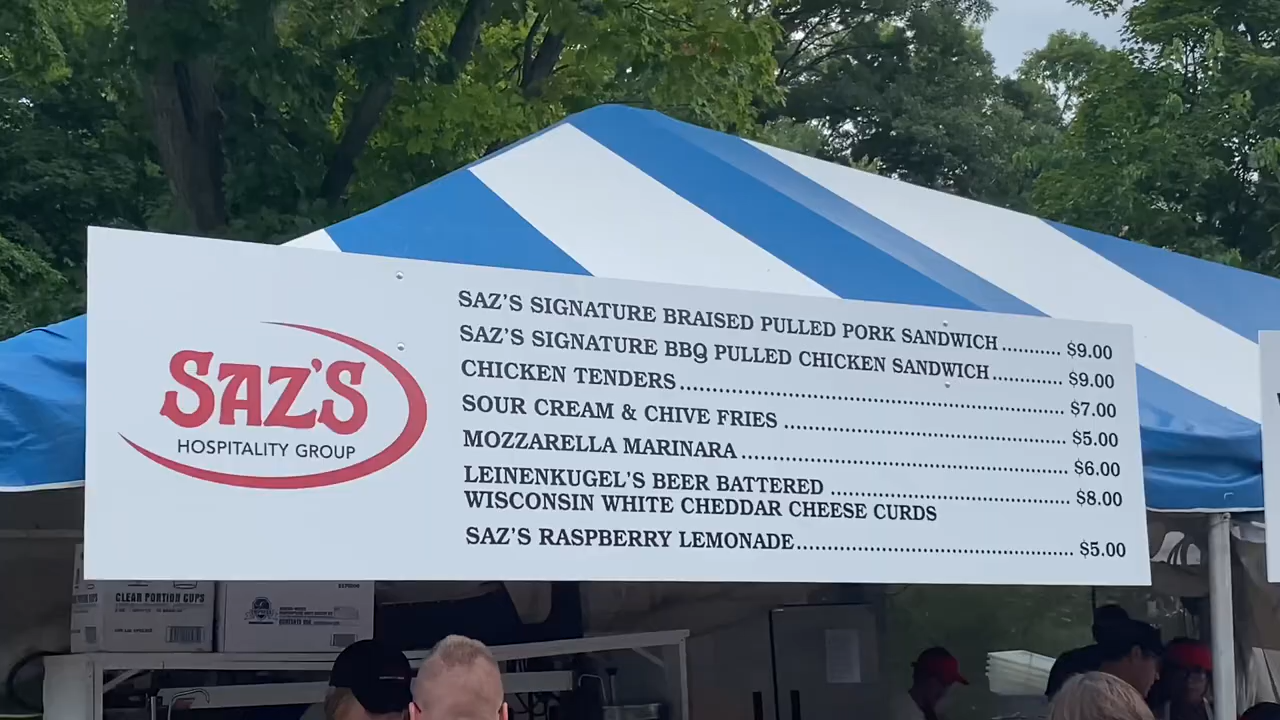 SAZ'S
HOSPITALITY GROUP
SAZ'S SIGNATURE BRAISED PULLED PORK SANDWICH .......... $9.00
SAZ'S SIGNATURE BBQ PULLED CHICKEN SANDWICH ............ $9.00
CHICKEN TENDERS ................................................................ $7.00
SOUR CREAM & CHIVE FRIES ................................................ $5.00
MOZZARELLA MARINARA ....................................................... $6.00
LEINENKUGEL'S BEER BATTERED ........................................ $8.00
WISCONSIN WHITE CHEDDAR CHEESE CURDS
SAZ'S RASPBERRY LEMONADE ............................................... $5.00
CLEAR PORTION CUPS